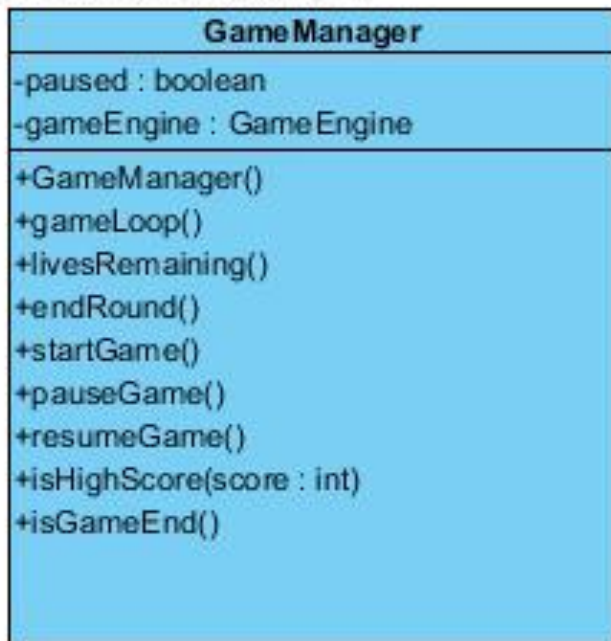 GameManager
-paused : boolean
-gameEngine : GameEngine
+GameManager()
+gameLoop()
+livesRemaining()
+endRound()
+startGame()
+pauseGame()
+resumeGame()
+isHighScore(score : int)
+isGameEnd()